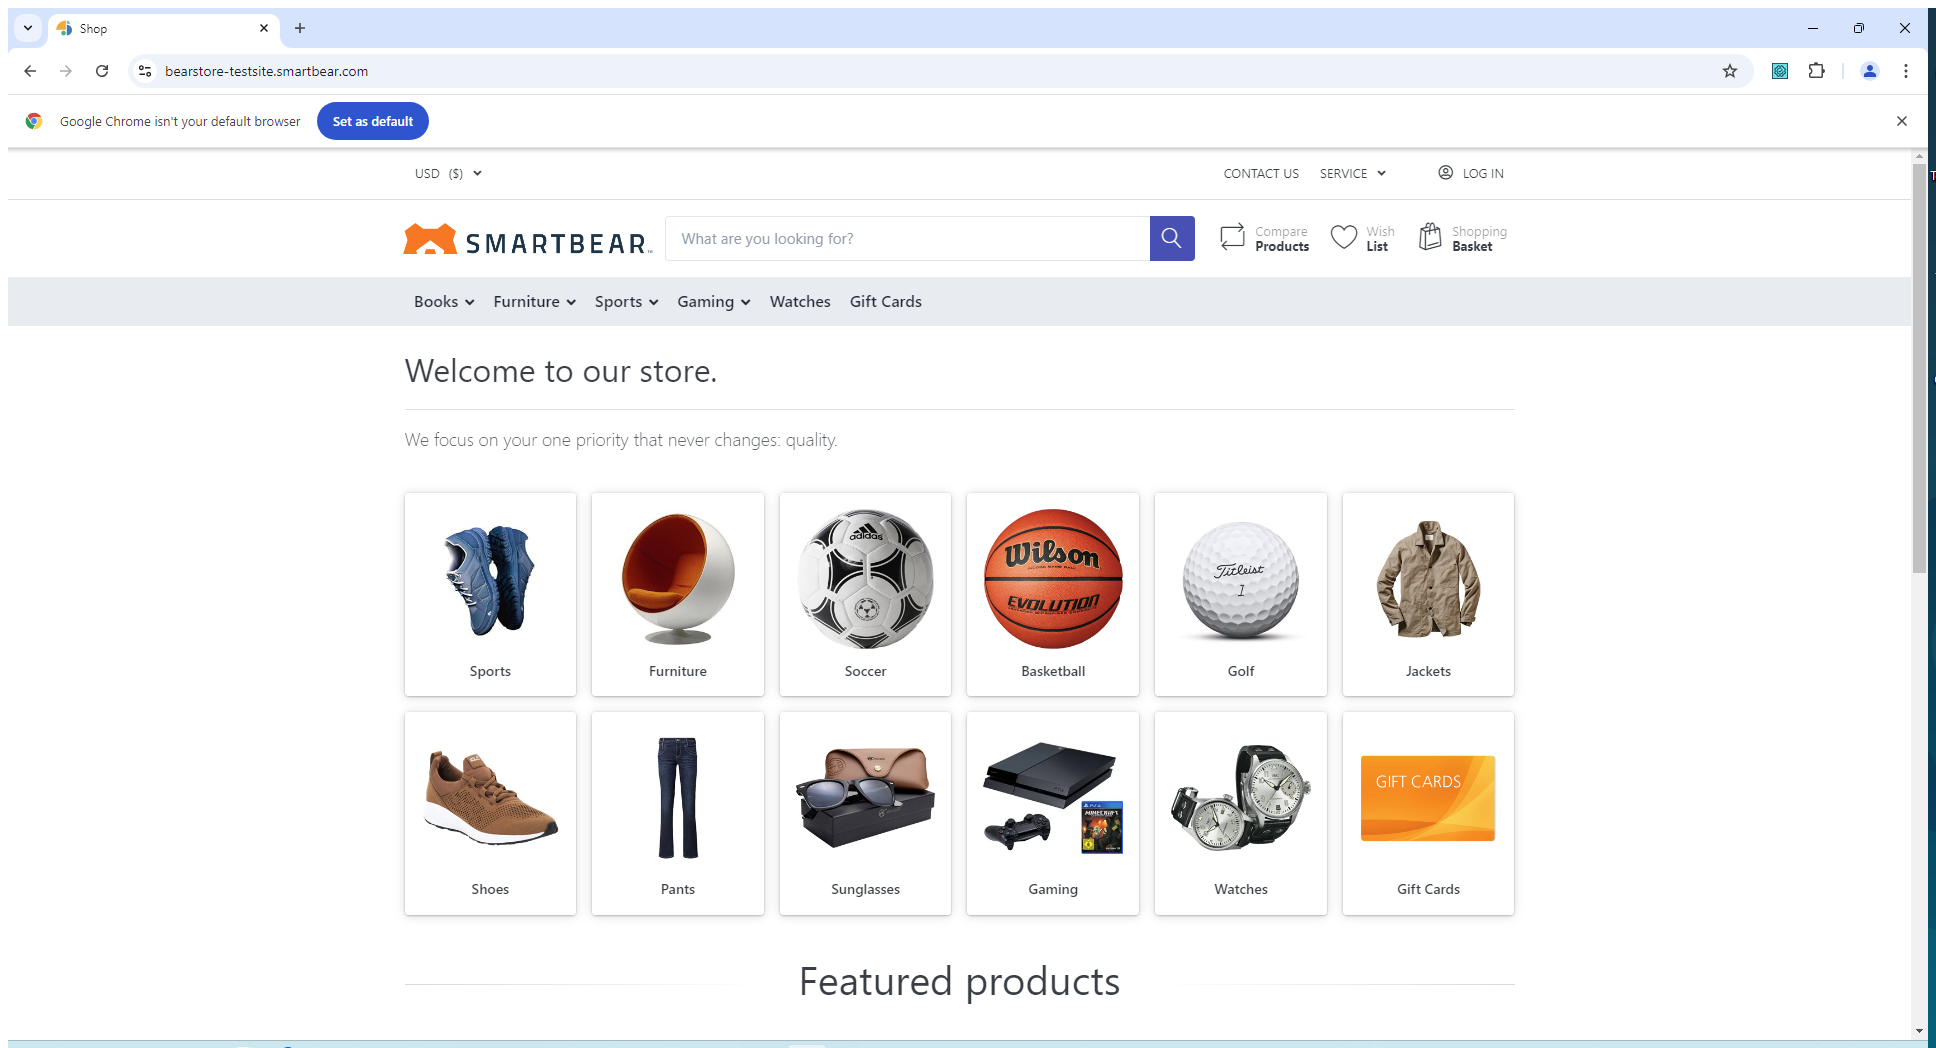 Shop
bearstore-testsite.smartbear.com
Google Chrome isn't your default browser
Set as default
USD ($)
CONTACT US
SERVICE
LOG IN
SMARTBEAR
What are you looking for?
Compare
Products
Wish
List
Shopping
Basket
Books
Furniture
Sports
Gaming
Watches
Gift Cards
Welcome to our store.
We focus on your one priority that never changes: quality.
adidas
Wilson
EVOLUTION
Titleist
1
Sports
Furniture
Soccer
Basketball
Golf
Jackets
MINECRAFT
GIFT CARDS
Shoes
Pants
Sunglasses
Gaming
Watches
Gift Cards
Featured products